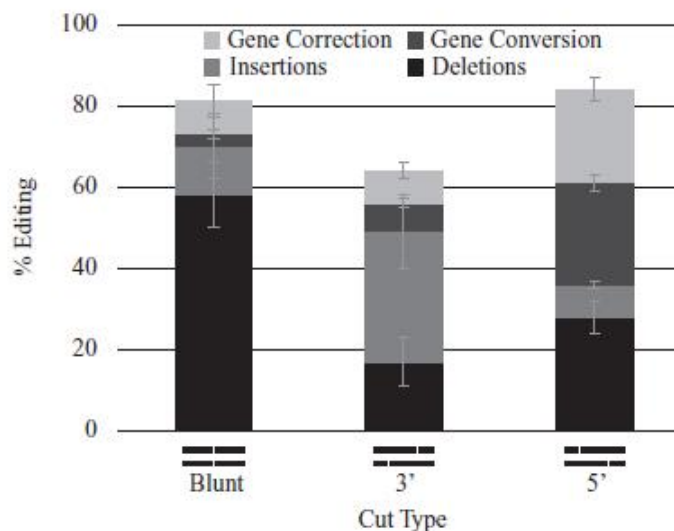 100
Gene Correction Gene Conversion
Insertions Deletions
80
60
40
20
0
% Editing
Blunt 3’ 5’
Cut Type